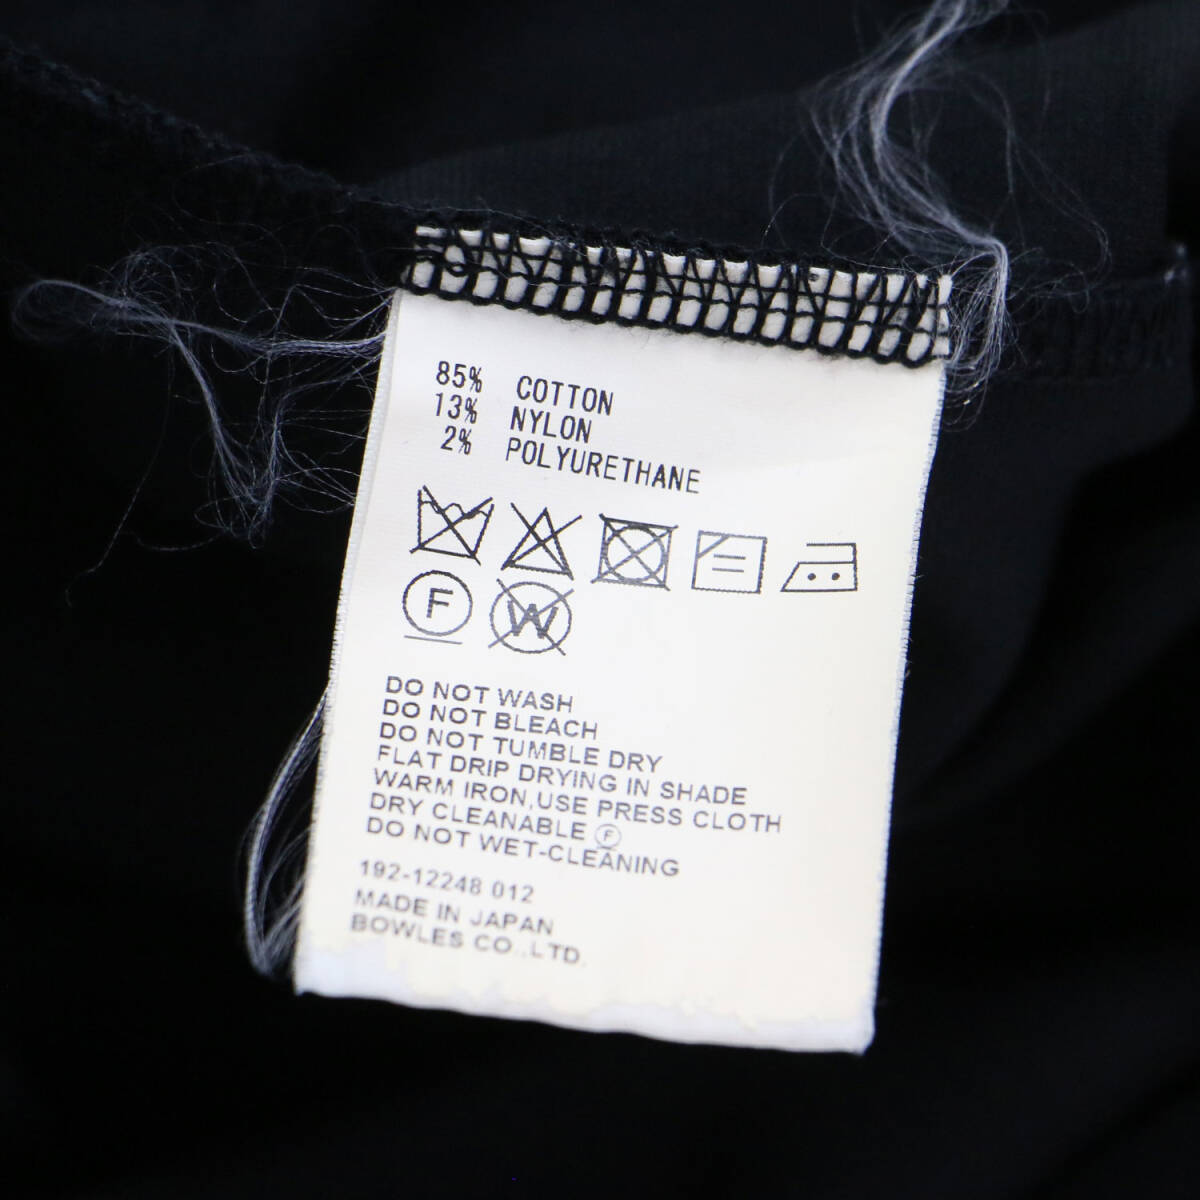 85% COTTON
13% NYLON
2% POLYURETHANE
F W
DO NOT WASH
DO NOT BLEACH
DO NOT TUMBLE DRY
FLAT DRIP DRYING IN SHADE
WARM IRON,USE PRESS CLOTH
DRY CLEANABLE Ⓕ
DO NOT WET-CLEANING
192-12248 012
MADE IN JAPAN
BOWLES CO.,LTD.